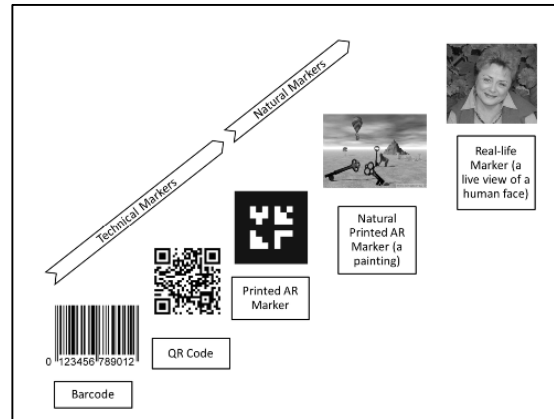 Natural Markers
Technical Markers
Real-life
Marker (a
live view of a
human face)
Natural
Printed AR
Marker (a
painting)
Printed AR
Marker
QR Code
0 123456 789012
Barcode